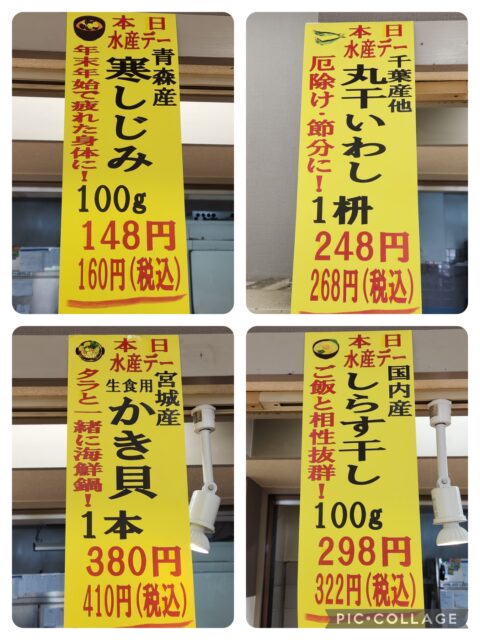 本日
水産デー
青森産
寒しじみ
年末年始で疲れた身体に！
100g
148円
160円(税込)
本日
水産デー
千葉産他
丸干いわし
厄除け・節分に！
1枡
248円
268円(税込)
本日
水産デー
宮城産
生食用
かき貝
タラと一緒に海鮮鍋！
1本
380円
410円(税込)
本日
水産デー
国内産
しらす干し
ご飯と相性抜群！
100g
298円
322円(税込)
PIC•COLLAGE